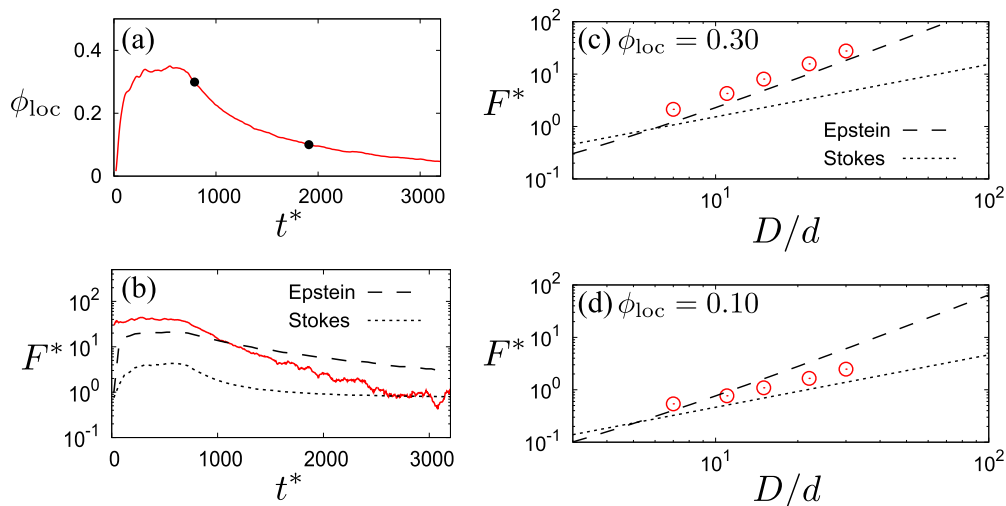 (a)
0.4
ϕloc
0.2
0
0 1000 2000 3000
t*
(b)
10²
Epstein
Stokes
10¹
F*
10⁰
10⁻¹
0 1000 2000 3000
t*
(c) ϕloc = 0.30
10²
10¹
F*
10⁰
Epstein
Stokes
10⁻¹
10¹ 10²
D/d
(d) ϕloc = 0.10
10²
10¹
F*
10⁰
10⁻¹
10¹ 10²
D/d